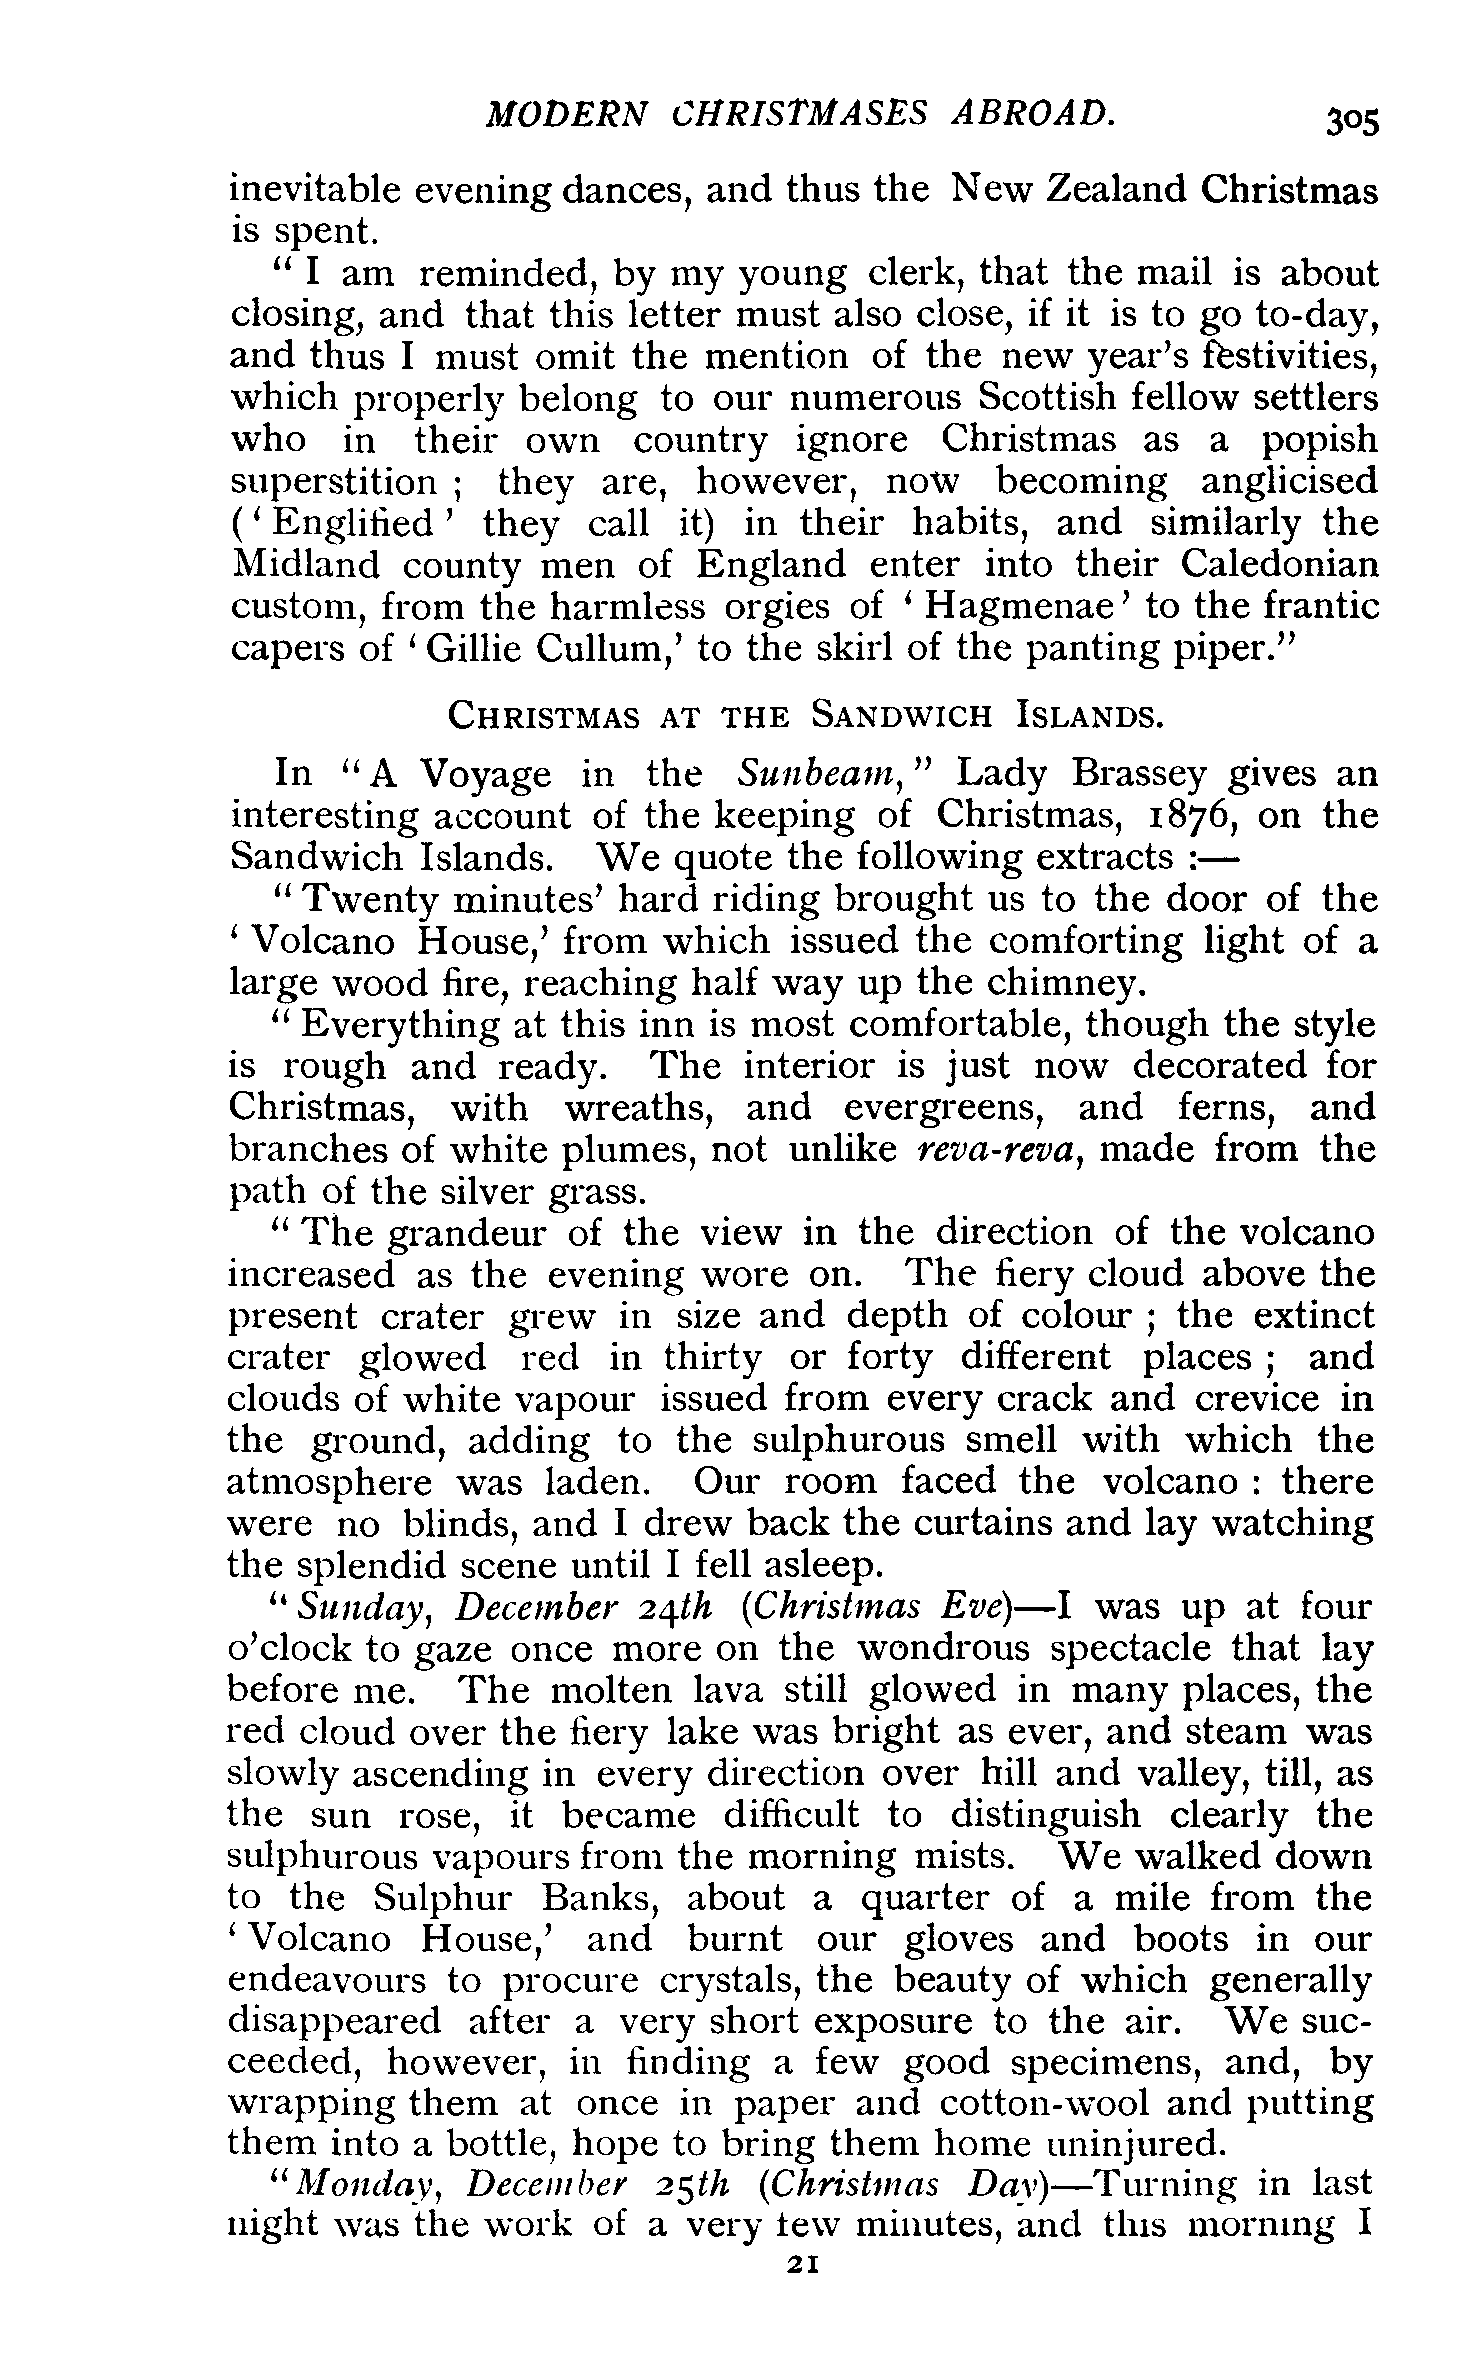 MODERN CHRISTMASES ABROAD. 305
inevitable evening dances, and thus the New Zealand Christmas
is spent.
" I am reminded, by my young clerk, that the mail is about
closing, and that this letter must also close, if it is to go to-day,
and thus I must omit the mention of the new year's festivities,
which properly belong to our numerous Scottish fellow settlers
who in their own country ignore Christmas as a popish
superstition ; they are, however, now becoming anglicised
(' Englified ' they call it) in their habits, and similarly the
Midland county men of England enter into their Caledonian
custom, from the harmless orgies of ' Hagmenae' to the frantic
capers of ' Gillie Cullum,' to the skirl of the panting piper."
CHRISTMAS AT THE SANDWICH ISLANDS.
In " A Voyage in the Sunbeam," Lady Brassey gives an
interesting account of the keeping of Christmas, 1876, on the
Sandwich Islands. We quote the following extracts :—
" Twenty minutes' hard riding brought us to the door of the
' Volcano House,' from which issued the comforting light of a
large wood fire, reaching half way up the chimney.
" Everything at this inn is most comfortable, though the style
is rough and ready. The interior is just now decorated for
Christmas, with wreaths, and evergreens, and ferns, and
branches of white plumes, not unlike reva-reva, made from the
path of the silver grass.
" The grandeur of the view in the direction of the volcano
increased as the evening wore on. The fiery cloud above the
present crater grew in size and depth of colour ; the extinct
crater glowed red in thirty or forty different places ; and
clouds of white vapour issued from every crack and crevice in
the ground, adding to the sulphurous smell with which the
atmosphere was laden. Our room faced the volcano : there
were no blinds, and I drew back the curtains and lay watching
the splendid scene until I fell asleep.
" Sunday, December 24th (Christmas Eve)—I was up at four
o'clock to gaze once more on the wondrous spectacle that lay
before me. The molten lava still glowed in many places, the
red cloud over the fiery lake was bright as ever, and steam was
slowly ascending in every direction over hill and valley, till, as
the sun rose, it became difficult to distinguish clearly the
sulphurous vapours from the morning mists. We walked down
to the Sulphur Banks, about a quarter of a mile from the
' Volcano House,' and burnt our gloves and boots in our
endeavours to procure crystals, the beauty of which generally
disappeared after a very short exposure to the air. We suc-
ceeded, however, in finding a few good specimens, and, by
wrapping them at once in paper and cotton-wool and putting
them into a bottle, hope to bring them home uninjured.
" Monday, December 25th (Christmas Day)—Turning in last
night was the work of a very few minutes, and this morning I
21